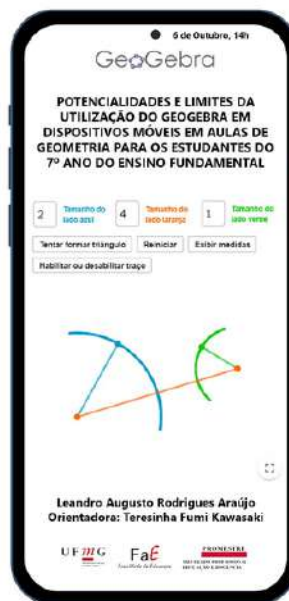 6 de Outubro, 14h
GeoGebra
POTENCIALIDADES E LIMITES DA
UTILIZAÇÃO DO GEOGEBRA EM
DISPOSITIVOS MÓVEIS EM AULAS DE
GEOMETRIA PARA OS ESTUDANTES DO
7º ANO DO ENSINO FUNDAMENTAL
2 Tamanho do lado azul 4 Tamanho do lado laranja 1 Tamanho do lado verde
Tentar formar triângulo Reiniciar Exibir medidas
Habilitar ou desabilitar traço
Leandro Augusto Rodrigues Araújo
Orientadora: Teresinha Fumi Kawasaki
UFMG FaE PROMESTRE